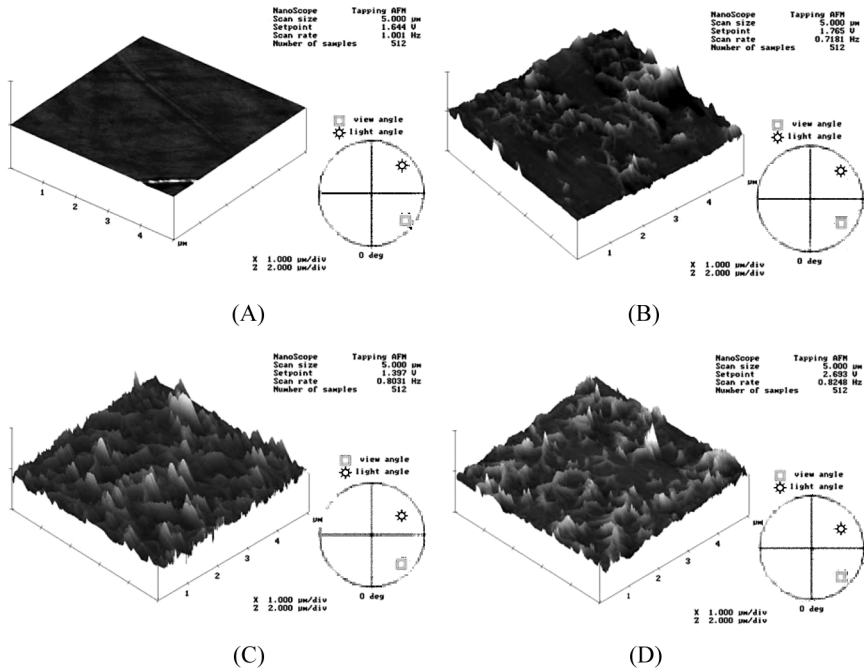 NanoScope Tapping AFM
Scan size 5.000 µm
Setpoint 1.644 V
Scan rate 1.001 Hz
Number of samples 512
view angle
light angle
1
2
3
4
µm
X 1.000 µm/div
Z 2.000 µm/div
0 deg
(A)
NanoScope Tapping AFM
Scan size 5.000 µm
Setpoint 1.765 V
Scan rate 0.7181 Hz
Number of samples 512
view angle
light angle
µm
4
3
2
1
X 1.000 µm/div
Z 2.000 µm/div
0 deg
(B)
NanoScope Tapping AFM
Scan size 5.000 µm
Setpoint 1.397 V
Scan rate 0.8031 Hz
Number of samples 512
view angle
light angle
µm
4
3
2
1
X 1.000 µm/div
Z 2.000 µm/div
0 deg
(C)
NanoScope Tapping AFM
Scan size 5.000 µm
Setpoint 2.693 V
Scan rate 0.8248 Hz
Number of samples 512
view angle
light angle
µm
4
3
2
1
X 1.000 µm/div
Z 2.000 µm/div
0 deg
(D)